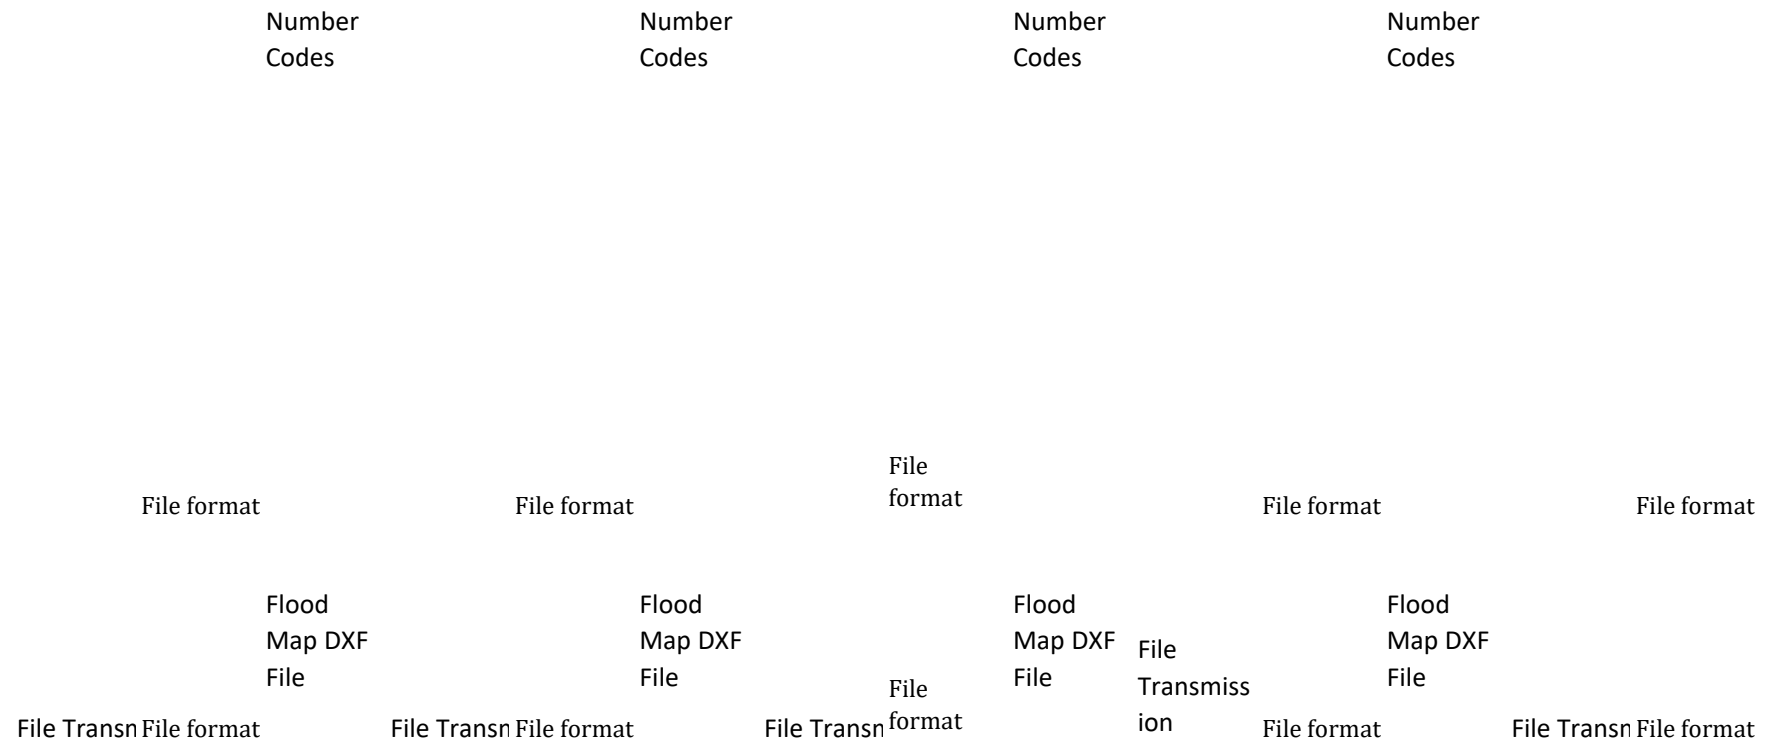 Number Number Number Number
Codes Codes Codes Codes
File
format
File format File format File format File format
Flood Flood Flood Flood
Map DXF Map DXF Map DXF Map DXF
File
File File File File
Transmiss
File
ion
format
File Transn File format File Transn File format File Transn File format File Transn File format